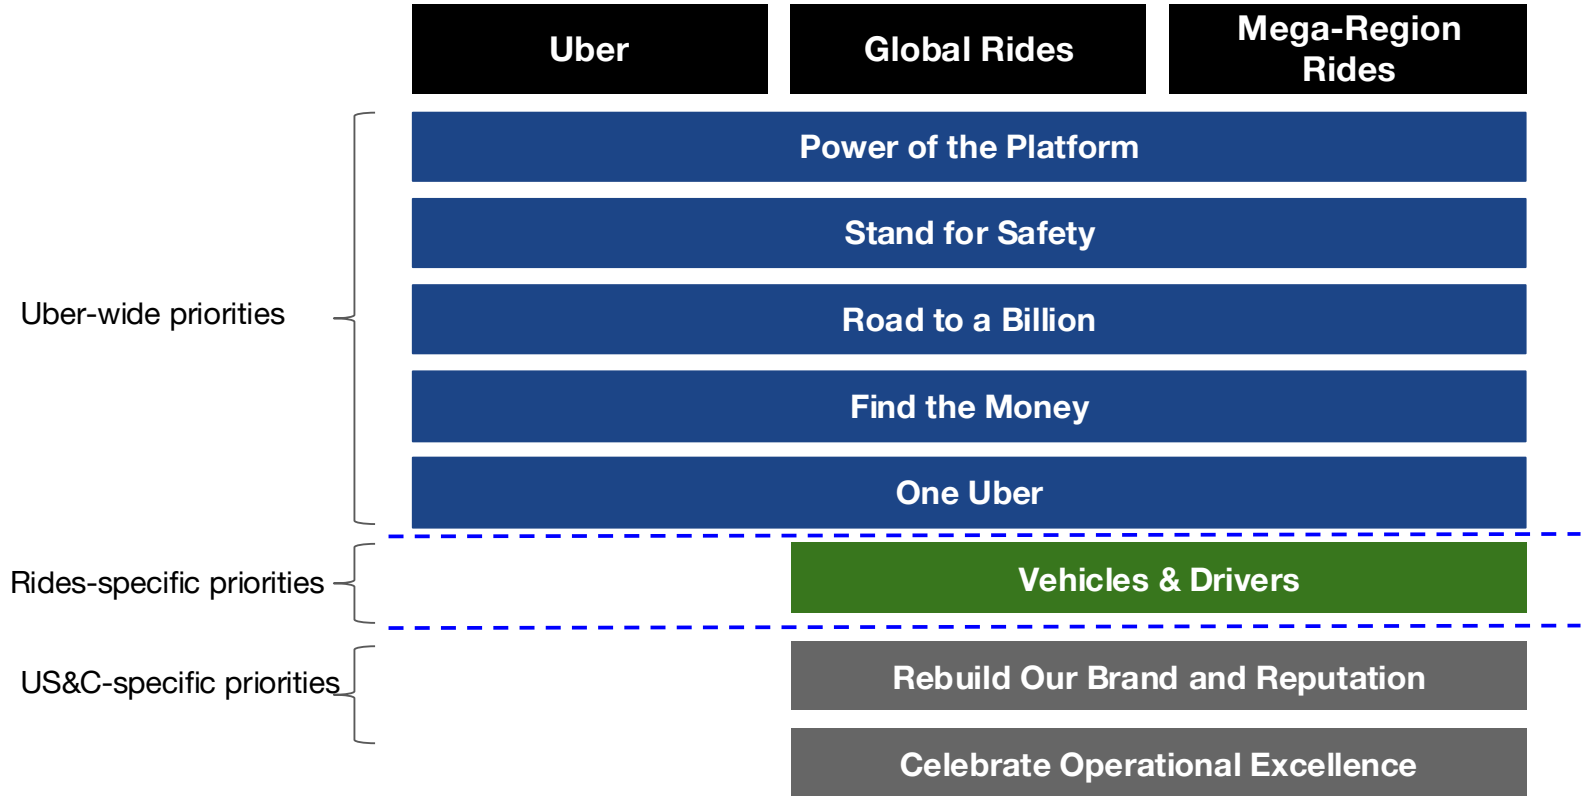 Uber
Global Rides
Mega-Region
Rides
Power of the Platform
Stand for Safety
Uber-wide priorities
Road to a Billion
Find the Money
One Uber
Rides-specific priorities
Vehicles & Drivers
US&C-specific priorities
Rebuild Our Brand and Reputation
Celebrate Operational Excellence